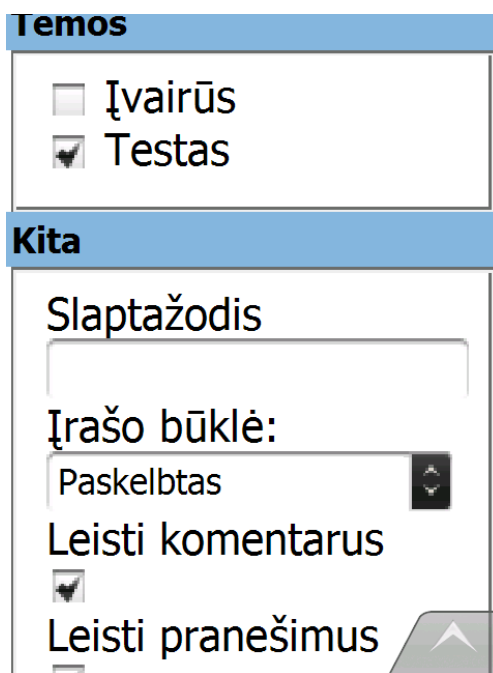 Temos
Įvairūs
Testas
Kita
Slaptažodis
Įrašo būklė:
Paskelbtas
Leisti komentarus
Leisti pranešimus